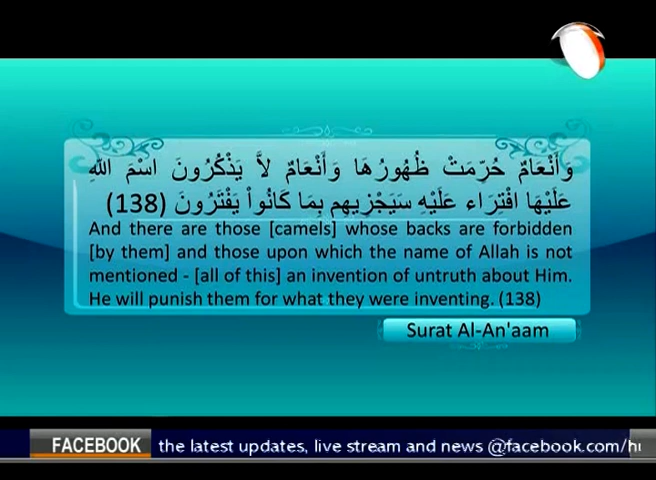 وَأَنْعَامٌ حُرِّمَتْ ظُهُورُهَا وَأَنْعَامٌ لاَّ يَذْكُرُونَ اسْمَ اللّهِ
عَلَيْهَا افْتِرَاء عَلَيْهِ سَيَجْزِيهِم بِمَا كَانُواْ يَفْتَرُونَ (138)
And there are those [camels] whose backs are forbidden
[by them] and those upon which the name of Allah is not
mentioned - [all of this] an invention of untruth about Him.
He will punish them for what they were inventing. (138)
Surat Al-An'aam
FACEBOOK the latest updates, live stream and news @facebook.com/